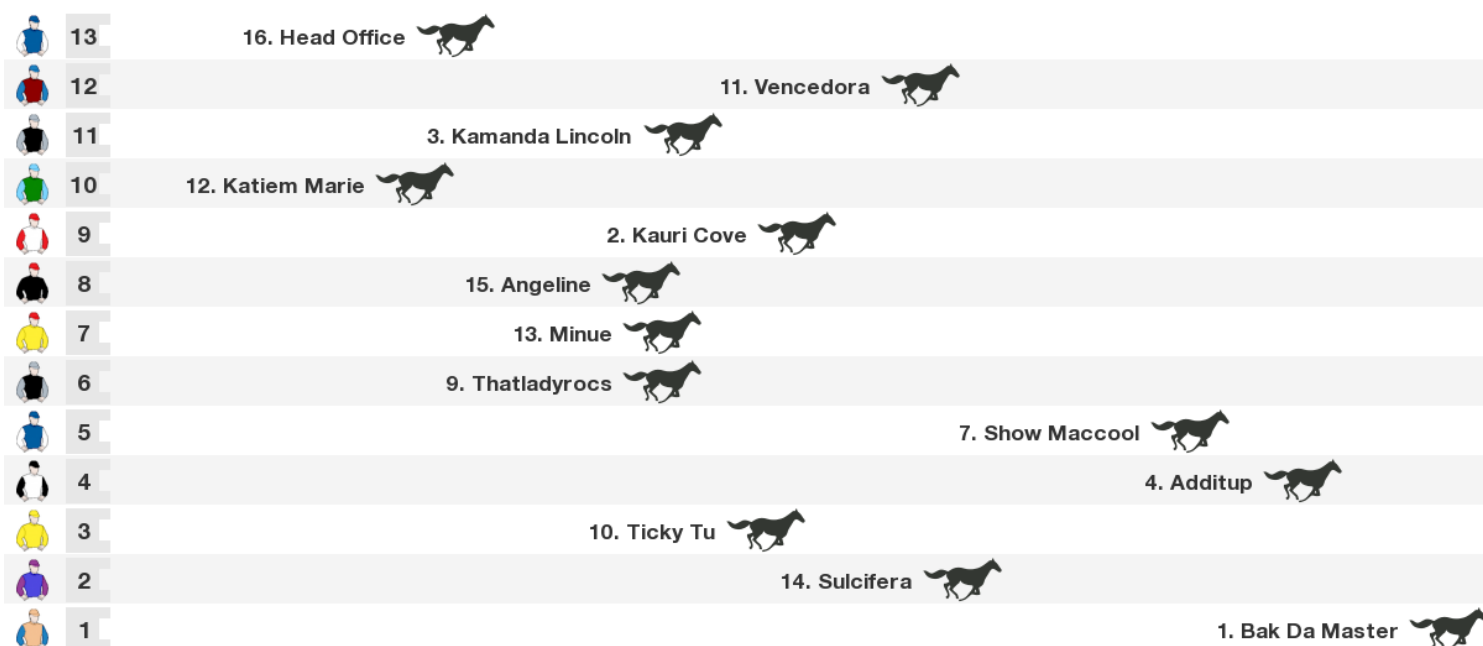 13 16. Head Office
12 11. Vencedora
11 3. Kamanda Lincoln
10 12. Katiem Marie
9 2. Kauri Cove
8 15. Angeline
7 13. Minue
6 9. Thatladyrocs
5 7. Show Maccool
4 4. Additup
3 10. Ticky Tu
2 14. Sulcifera
1 1. Bak Da Master